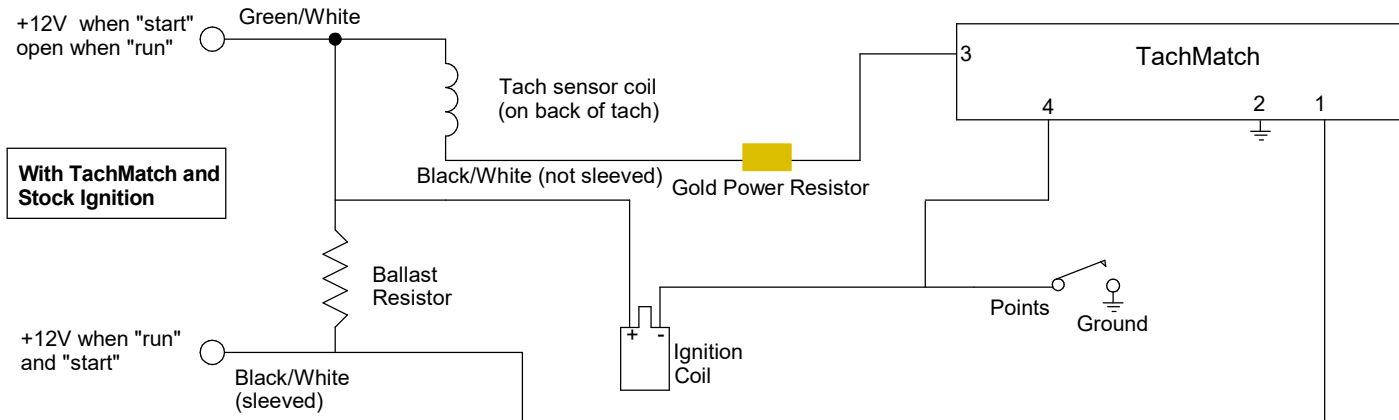 +12V when "start"
open when "run"
Green/White
Tach sensor coil
(on back of tach)
3
TachMatch
4
2
1
With TachMatch and
Stock Ignition
Black/White (not sleeved)
Gold Power Resistor
Ballast
Resistor
Points
Ground
+12V when "run"
and "start"
+
-
Ignition
Coil
Black/White
(sleeved)